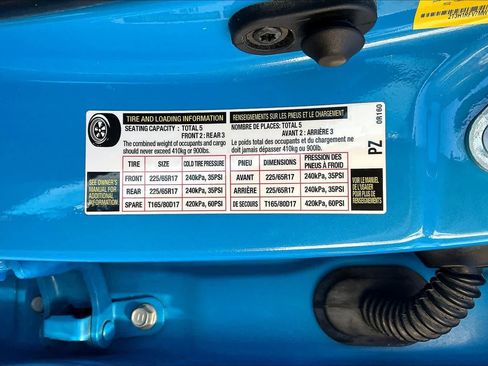 TIRE AND LOADING INFORMATION
SEATING CAPACITY : TOTAL 5
FRONT 2 : REAR 3
The combined weight of occupants and cargo
should never exceed 410kg or 900lbs.
TIRE SIZE COLD TIRE PRESSURE
FRONT 225/65R17 240kPa, 35PSI
REAR 225/65R17 240kPa, 35PSI
SPARE T165/80D17 420kPa, 60PSI
SEE OWNER'S
MANUAL FOR
ADDITIONAL
INFORMATION
RENSEIGNEMENTS SUR LES PNEUS ET LE CHARGEMENT
NOMBRE DE PLACES: TOTAL 5
AVANT 2 : ARRIÈRE 3
Le poids total des occupants et du chargement ne
doit jamais dépasser 410kg ou 900lb.
PNEU DIMENSIONS PRESSION DES
PNEUS À FROID
AVANT 225/65R17 240kPa, 35PSI
ARRIÈRE 225/65R17 240kPa, 35PSI
DE SECOURS T165/80D17 420kPa, 60PSI
VOIR LE MANUEL
DE L'USAGER
POUR PLUS DE
RENSEIGNEMENTS
0R160
PZ